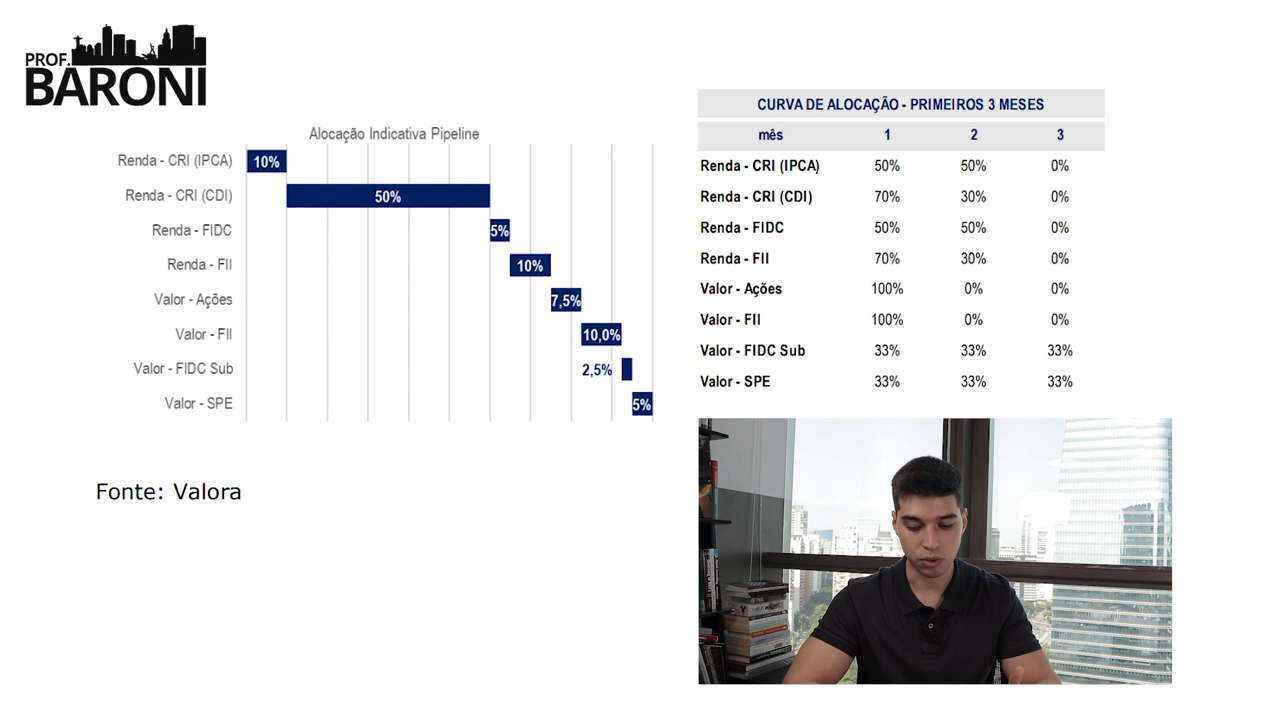 PROF.
BARONI
Alocação Indicativa Pipeline
Renda - CRI (IPCA) 10%
Renda - CRI (CDI) 50%
Renda - FIDC 5%
Renda - FII 10%
Valor - Ações 7,5%
Valor - FII 10,0%
Valor - FIDC Sub 2,5%
Valor - SPE 5%
Fonte: Valora
CURVA DE ALOCAÇÃO - PRIMEIROS 3 MESES
mês 1 2 3
Renda - CRI (IPCA) 50% 50% 0%
Renda - CRI (CDI) 70% 30% 0%
Renda - FIDC 50% 50% 0%
Renda - FII 70% 30% 0%
Valor - Ações 100% 0% 0%
Valor - FII 100% 0% 0%
Valor - FIDC Sub 33% 33% 33%
Valor - SPE 33% 33% 33%